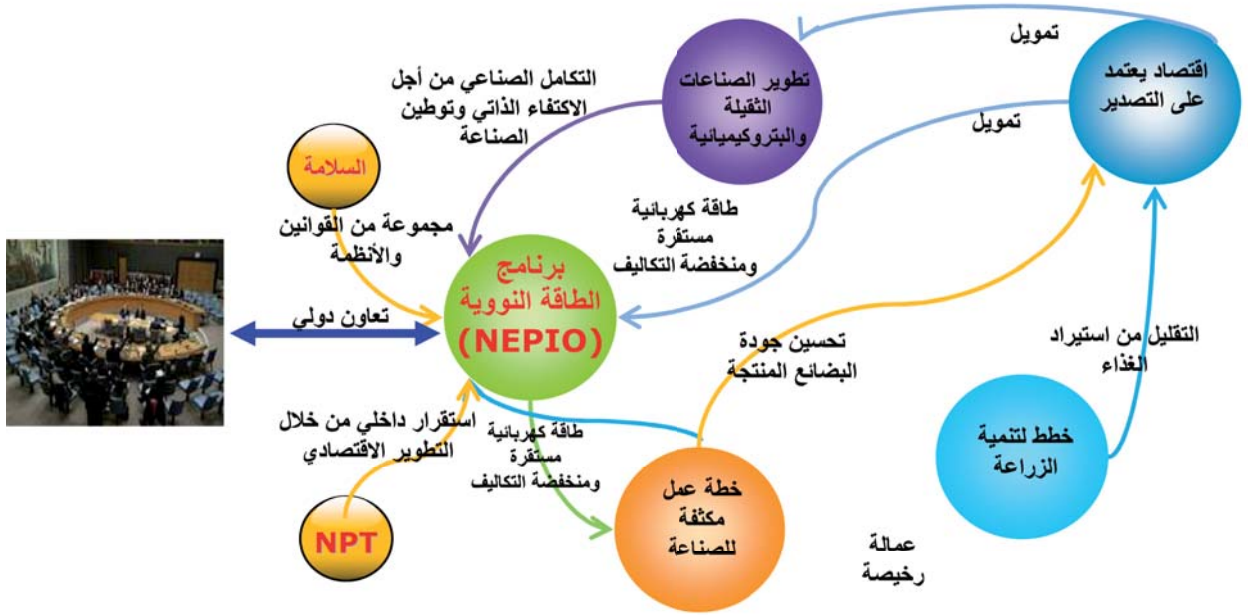 تمويل
اقتصاد يعتمد
على التصدير
تمويل
تطوير الصناعات
الثقيلة
والبتروكيميائية
التكامل الصناعي من أجل
الاكتفاء الذاتي وتوطين
الصناعة
السلامة
مجموعة من القوانين
والأنظمة
طاقة كهربائية
مستقرة
ومنخفضة التكاليف
برنامج
الطاقة النووية
(NEPIO)
تعاون دولي
التقليل من استيراد
الغذاء
تحسين جودة
البضائع المنتجة
خطط لتنمية
الزراعة
استقرار داخلي من خلال
التطوير الاقتصادي
طاقة كهربائية
مستقرة
ومنخفضة التكاليف
خطة عمل
مكثفة
للصناعة
NPT
عمالة
رخيصة